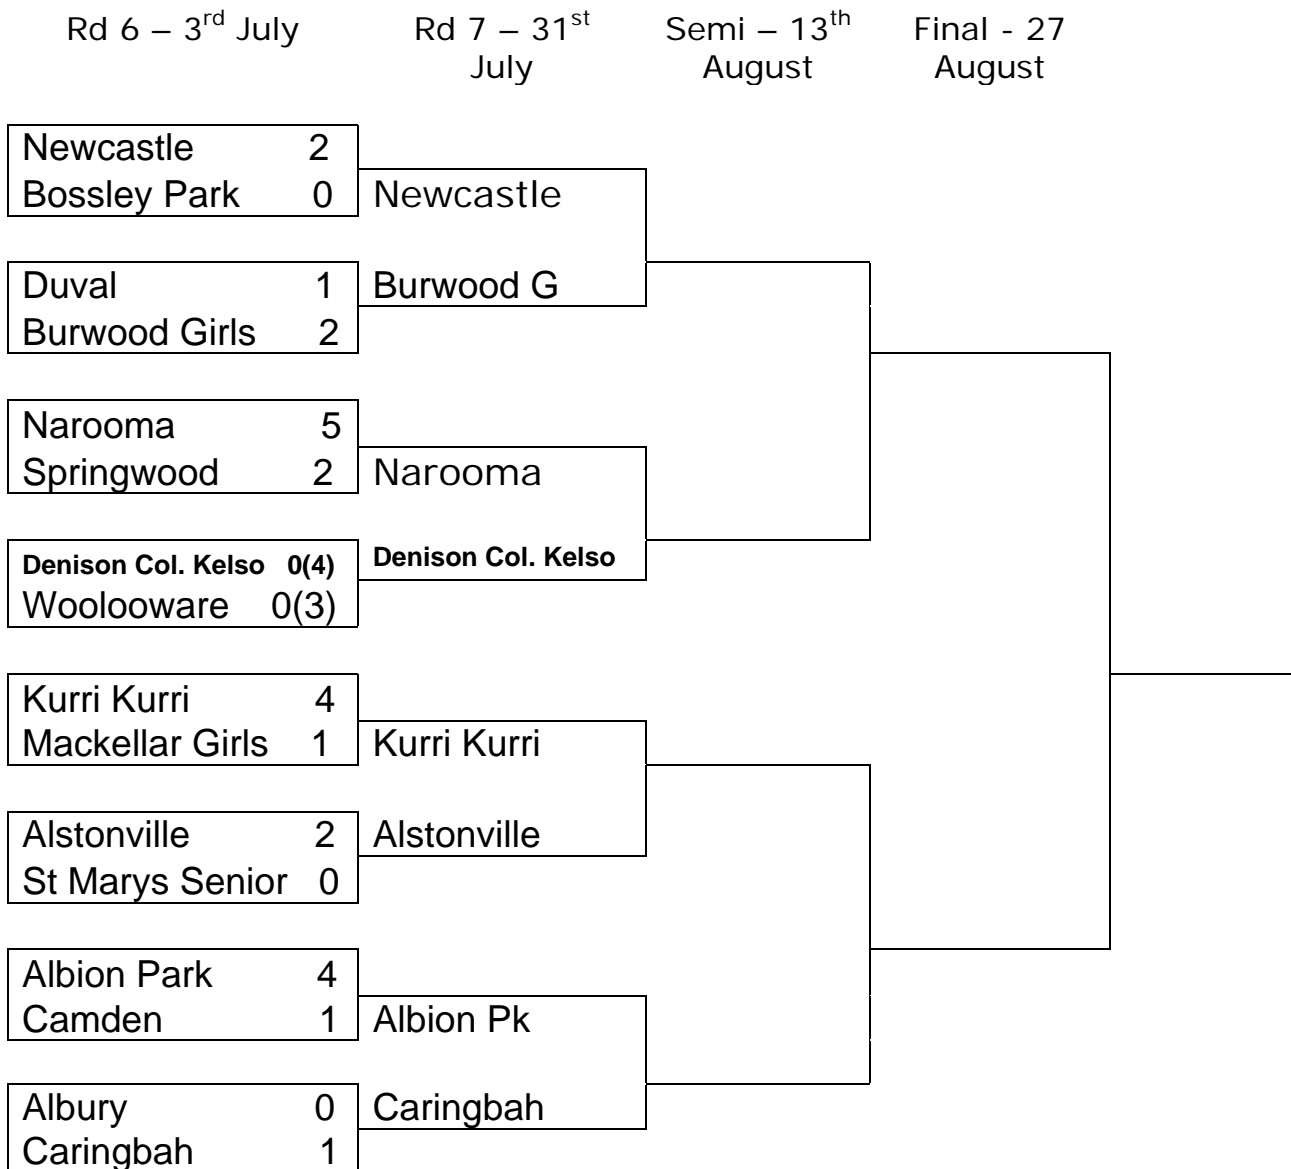 Rd 6 – 3rd July
Rd 7 – 31st
July
Semi – 13th
August
Final - 27
August
Newcastle 2
Bossley Park 0
Duval 1
Burwood Girls 2
Narooma 5
Springwood 2
Denison Col. Kelso 0(4)
Woolooware 0(3)
Kurri Kurri 4
Mackellar Girls 1
Alstonville 2
St Marys Senior 0
Albion Park 4
Camden 1
Albury 0
Caringbah 1
Newcastle
Burwood G
Narooma
Denison Col. Kelso
Kurri Kurri
Alstonville
Albion Pk
Caringbah